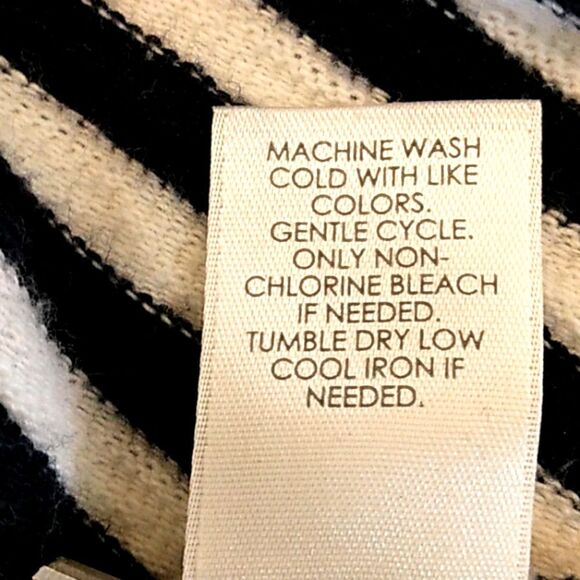 MACHINE WASH
COLD WITH LIKE
COLORS.
GENTLE CYCLE.
ONLY NON-
CHLORINE BLEACH
IF NEEDED.
TUMBLE DRY LOW
COOL IRON IF
NEEDED.